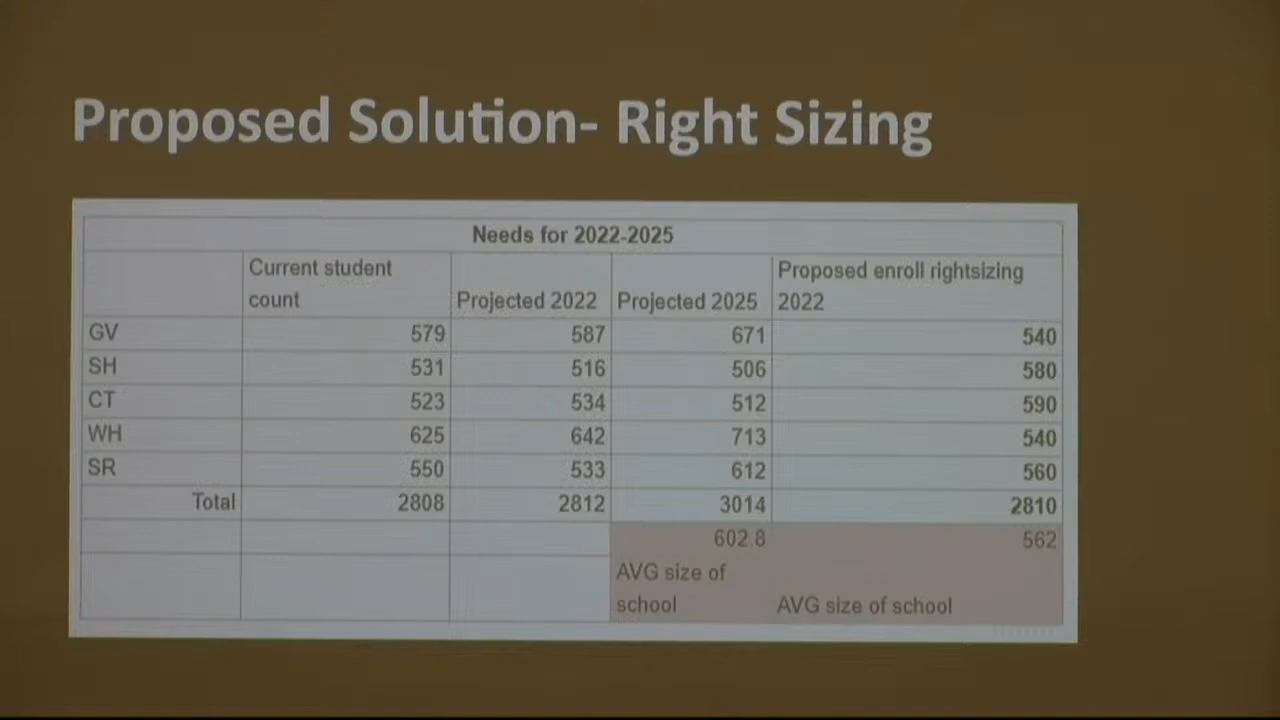 Proposed Solution- Right Sizing
Needs for 2022-2025
Current student count Projected 2022 Projected 2025 Proposed enroll rightsizing 2022
GV 579 587 671 540
SH 531 516 506 580
CT 523 534 512 590
WH 625 642 713 540
SR 550 533 612 560
Total 2808 2812 3014 2810
602.8 562
AVG size of school AVG size of school